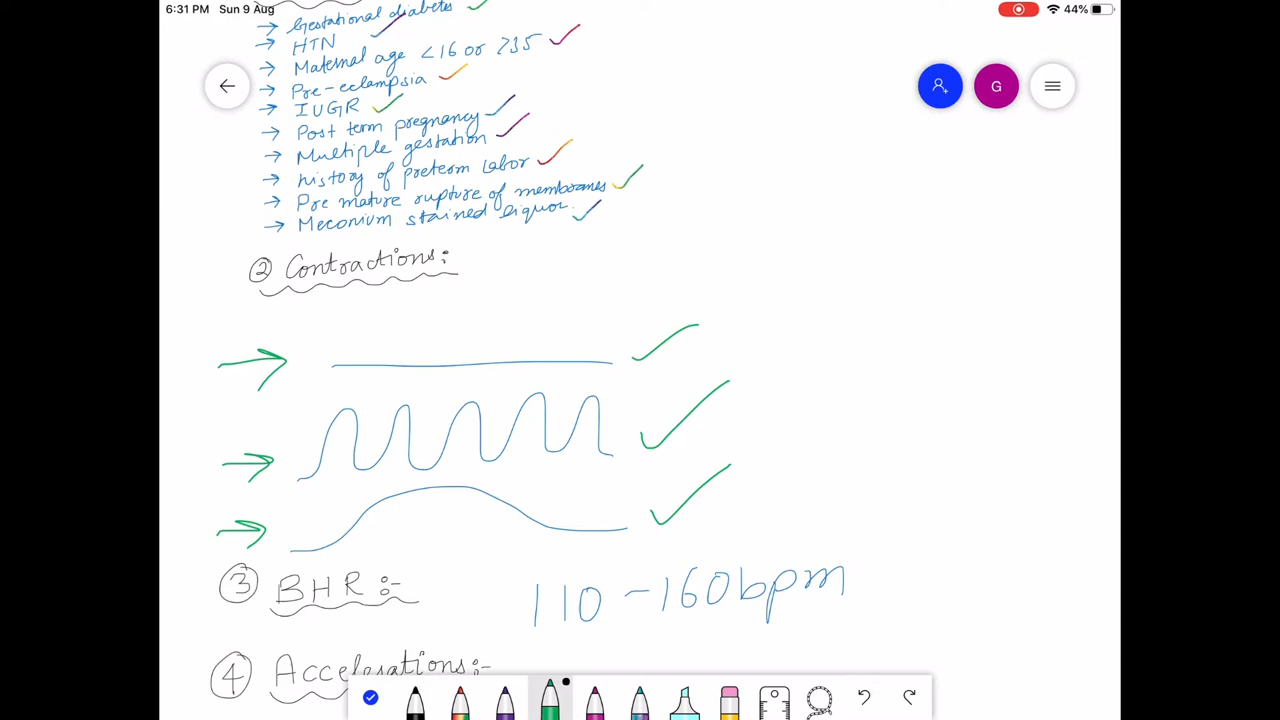 6:31 PM Sun 9 Aug 44%
→ Gestational diabetes
→ HTN
→ Maternal age <16 or >35
→ Pre-eclampsia
→ IUGR
→ Post term pregnancy
→ Multiple gestation
→ history of preterm Labor
→ Pre mature rupture of membranes
→ Meconium stained liquor
G
② Contractions:
③ BHR:- 110-160bpm
④ Accelerations:-